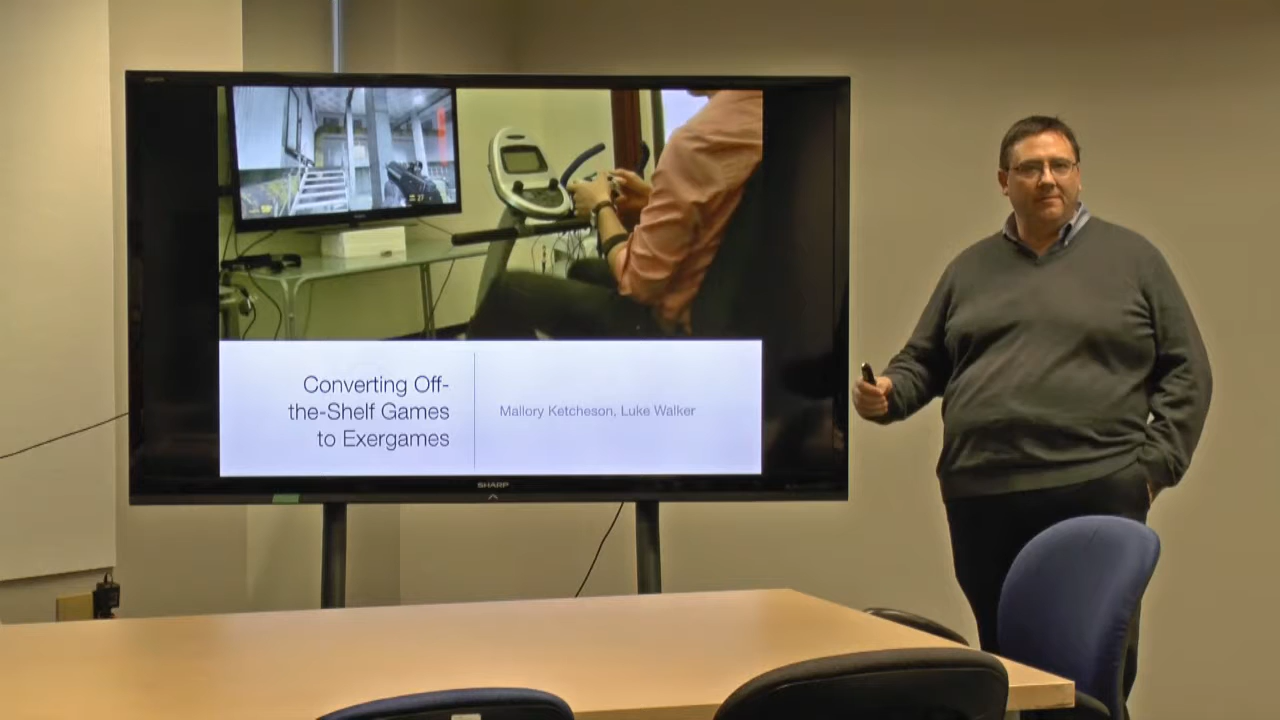 Converting Off-
the-Shelf Games
to Exergames
Mallory Ketcheson, Luke Walker
SHARP